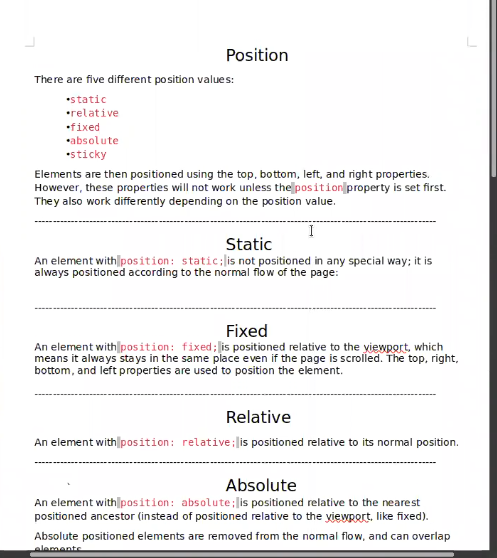 Position
There are five different position values:
•static
•relative
•fixed
•absolute
•sticky
Elements are then positioned using the top, bottom, left, and right properties.
However, these properties will not work unless the position property is set first.
They also work differently depending on the position value.
--------------------------------------------------------------------------------
Static
An element with position: static; is not positioned in any special way; it is
always positioned according to the normal flow of the page:
--------------------------------------------------------------------------------
Fixed
An element with position: fixed; is positioned relative to the viewport, which
means it always stays in the same place even if the page is scrolled. The top, right,
bottom, and left properties are used to position the element.
--------------------------------------------------------------------------------
Relative
An element with position: relative; is positioned relative to its normal position.
--------------------------------------------------------------------------------
`
Absolute
An element with position: absolute; is positioned relative to the nearest
positioned ancestor (instead of positioned relative to the viewport, like fixed).
Absolute positioned elements are removed from the normal flow, and can overlap
elements.